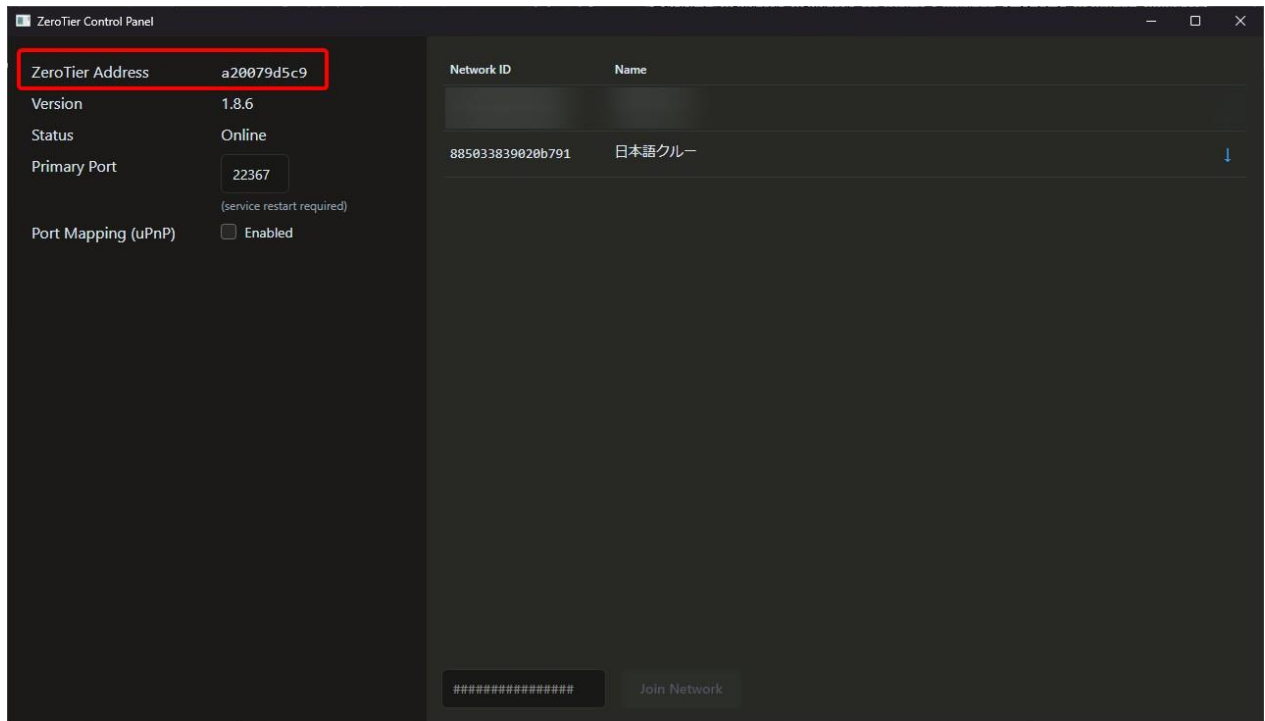 ZeroTier Control Panel
ZeroTier Address a20079d5c9
Version 1.8.6
Status Online
Primary Port 22367
(service restart required)
Port Mapping (uPnP) Enabled
Network ID Name
885033839020b791 日本語クルー
################ Join Network